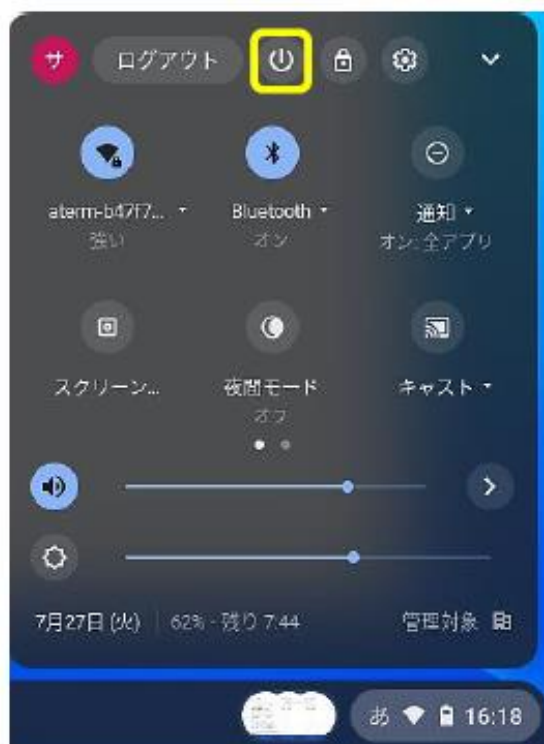 サ ログアウト
aterm-b47f7... Bluetooth 通知
強い オン オン: 全アプリ
スクリーン... 夜間モード キャスト
オフ
7月27日 (火) 62% - 残り 7:44 管理対象
あ 16:18